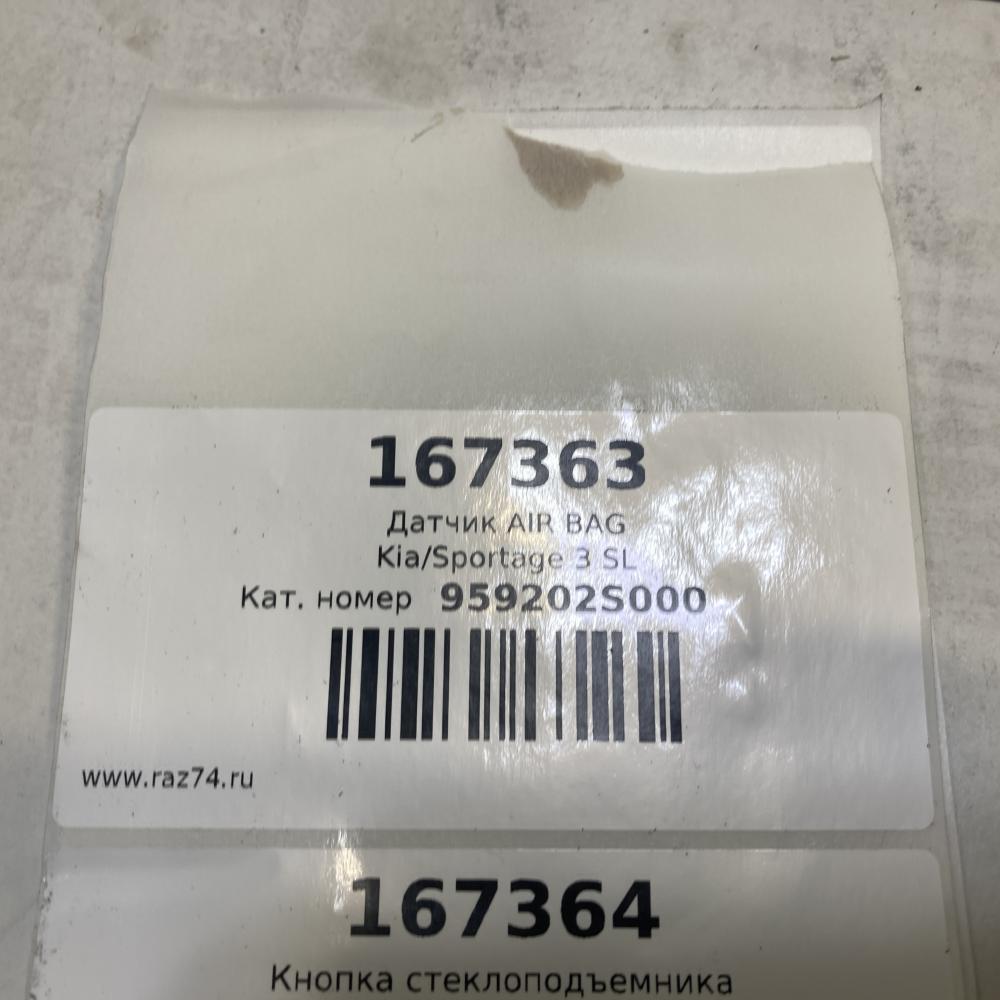 167363
Датчик AIR BAG
Kia/Sportage 3 SL
Кат. номер 959202S000
www.raz74.ru
167364
Кнопка стеклоподъемника